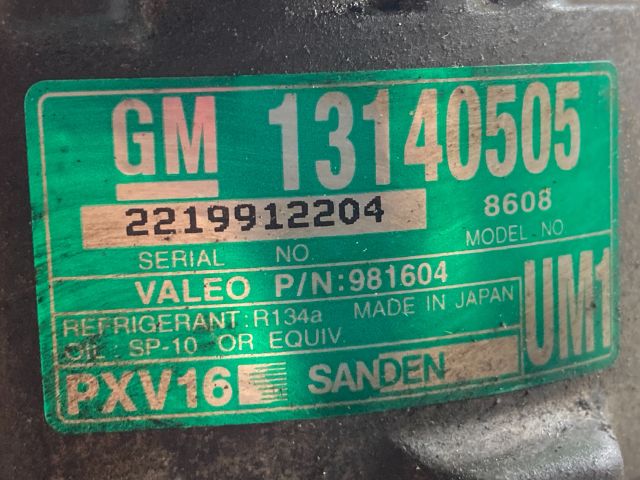 GM 13140505
2219912204 8608
SERIAL NO. MODEL NO
VALEO P/N:981604
REFRIGERANT:R134a MADE IN JAPAN
OIL: SP-10 OR EQUIV
UM1
PXV16 SANDEN